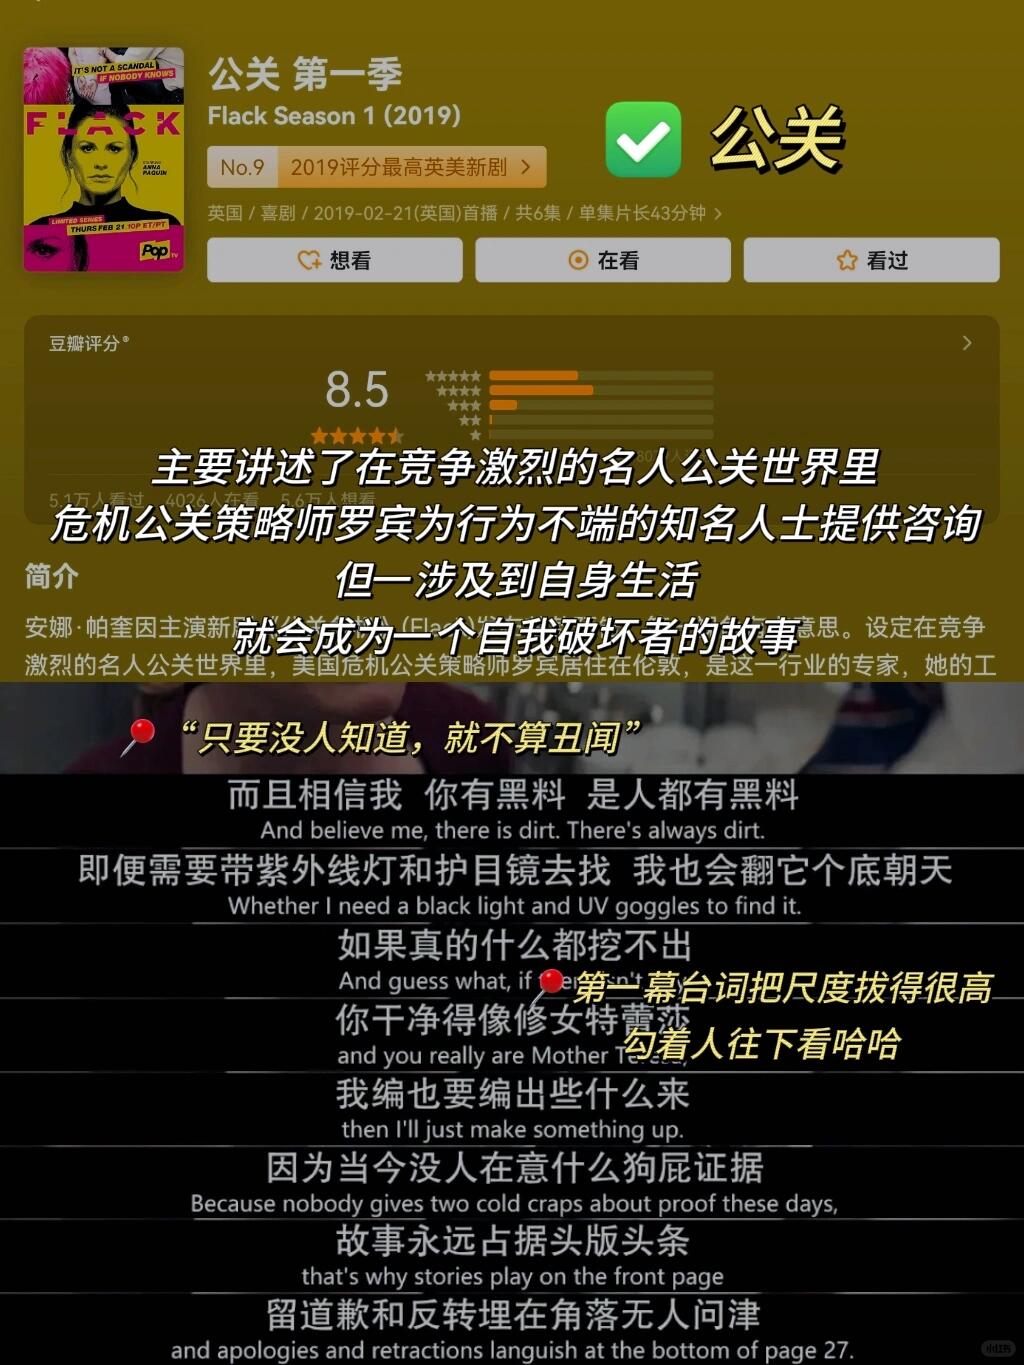 IT'S NOT A SCANDAL
IF NOBODY KNOWS
FLACK
STARRING
ANNA
PAQUIN
LIMITED SERIES
THURS FEB 21 10P ET/PT
Pop TV
公关 第一季
Flack Season 1 (2019)
No.9 2019评分最高英美新剧 >
✅ 公关
英国 / 喜剧 / 2019-02-21(英国)首播 / 共6集 / 单集片长43分钟 >
想看 在看 看过
豆瓣评分®
8.5
主要讲述了在竞争激烈的名人公关世界里
5.1万人看过 4026人在看 5.6万人想看
危机公关策略师罗宾为行为不端的知名人士提供咨询
简介
但一涉及到自身生活
安娜·帕奎因主演新 (Flack) 意思。设定在竞争
就会成为一个自我破坏者的故事
激烈的名人公关世界里，美国危机公关策略师罗宾居住在伦敦，是这一行业的专家，她的工
📍“只要没人知道，就不算丑闻”
而且相信我 你有黑料 是人都有黑料
And believe me, there is dirt. There's always dirt.
即便需要带紫外线灯和护目镜去找 我也会翻它个底朝天
Whether I need a black light and UV goggles to find it.
如果真的什么都挖不出
And guess what, if
📍第一幕台词把尺度拔得很高
你干净得像修女特蕾莎
勾着人往下看哈哈
and you really are Mother
我编也要编出些什么来
then I'll just make something up.
因为当今没人在意什么狗屁证据
Because nobody gives two cold craps about proof these days,
故事永远占据头版头条
that's why stories play on the front page
留道歉和反转埋在角落无人问津
and apologies and retractions languish at the bottom of page 27.
小红书